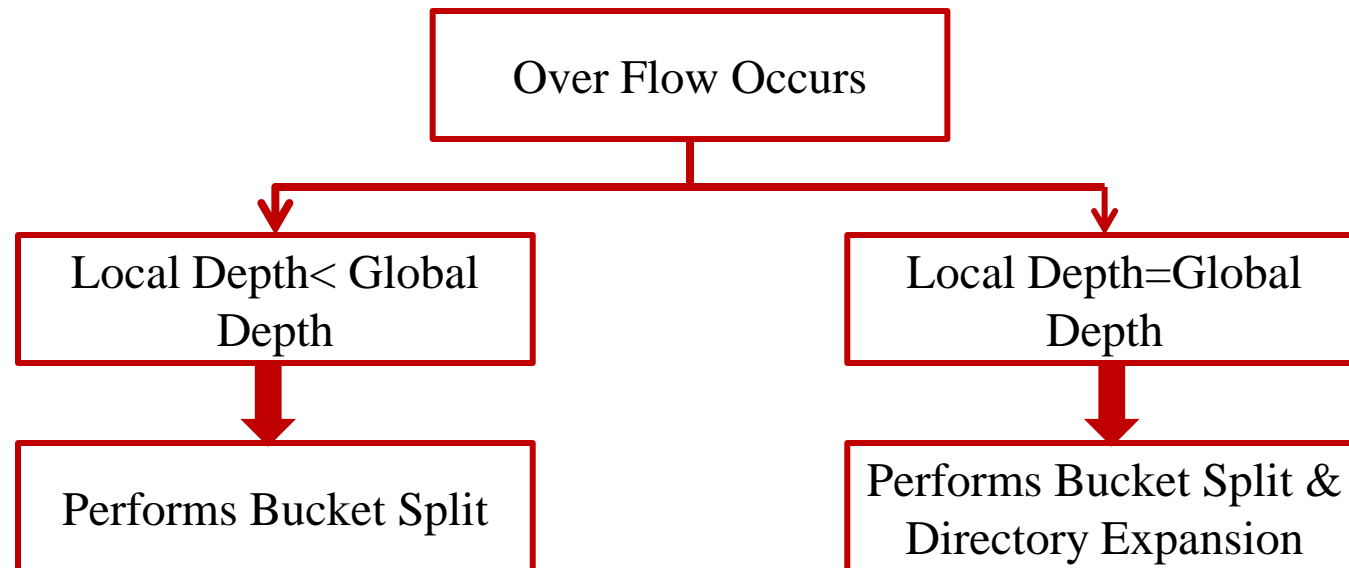 Over Flow Occurs
Local Depth< Global
Depth
Local Depth=Global
Depth
Performs Bucket Split
Performs Bucket Split &
Directory Expansion